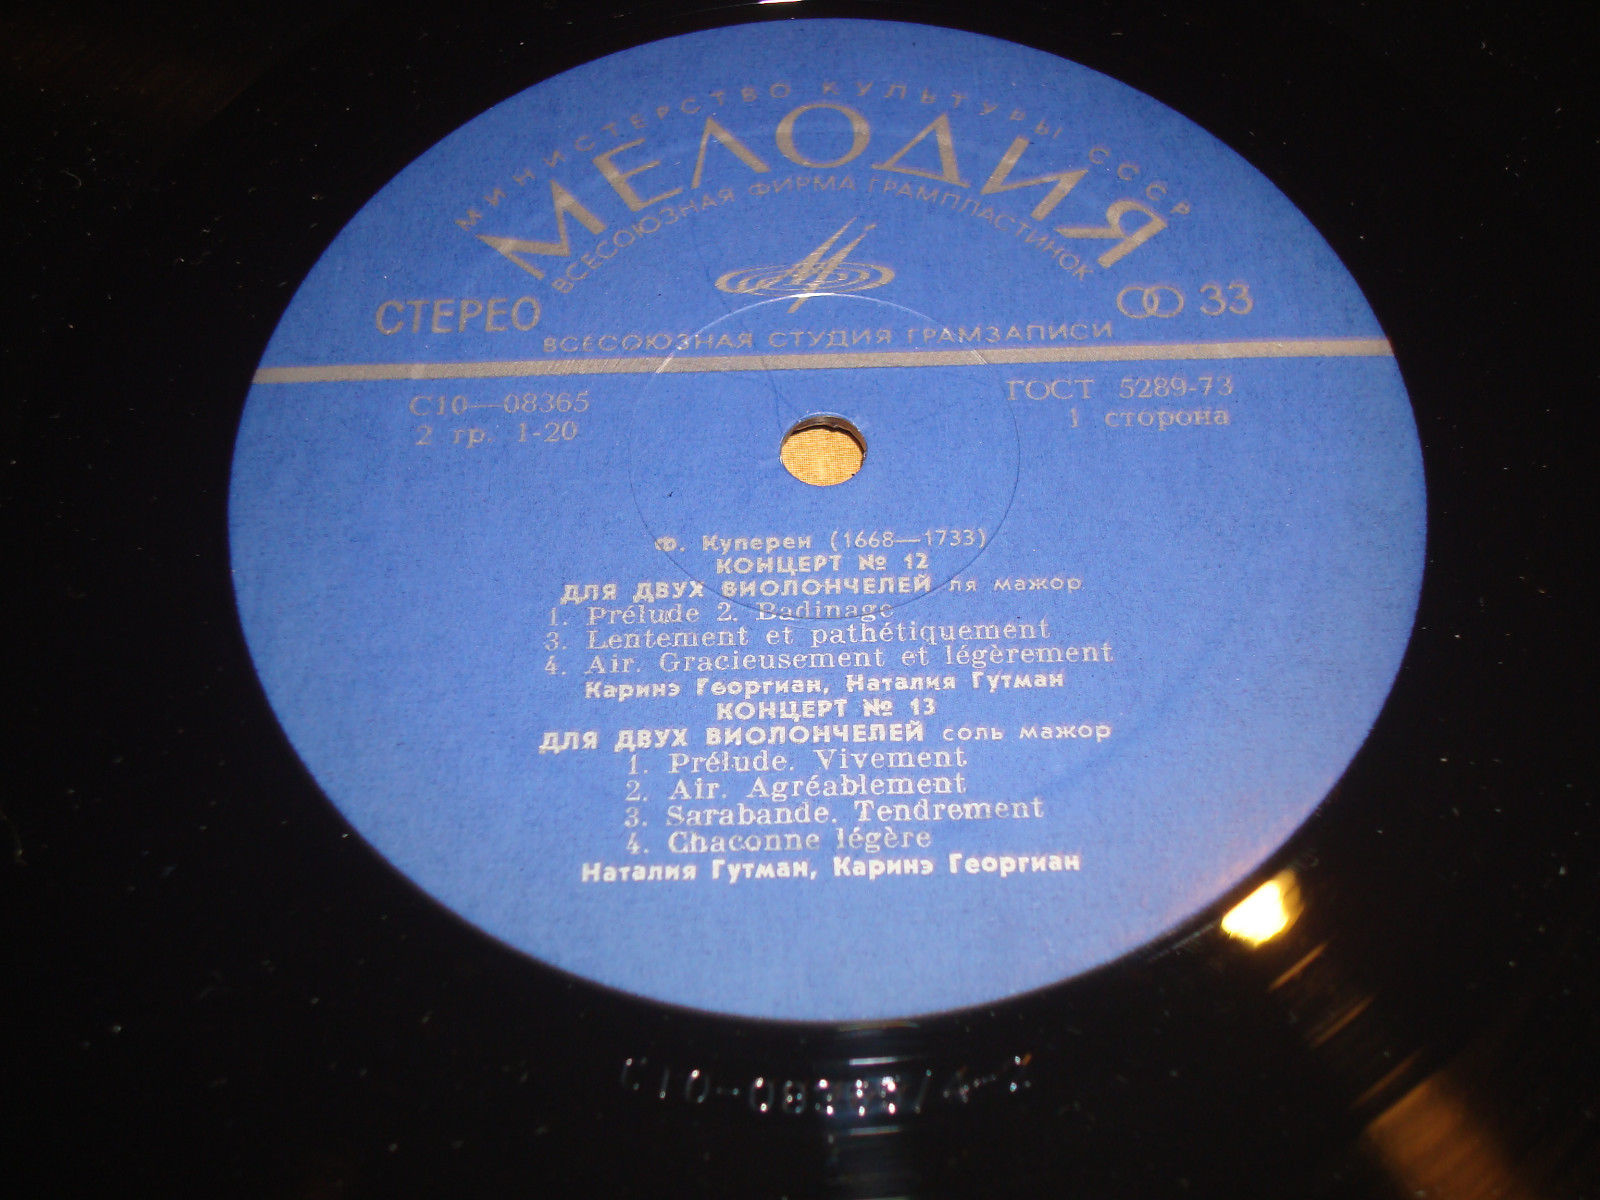 МИНИСТЕРСТВО КУЛЬТУРЫ СССР
МЕЛОДИЯ
ВСЕСОЮЗНАЯ ФИРМА ГРАМПЛАСТИНОК
СТЕРЕО
33
ВСЕСОЮЗНАЯ СТУДИЯ ГРАМЗАПИСИ
С10—08365
2 гр. 1-20
ГОСТ 5289-73
1 сторона
Ф. Куперен (1668—1733)
КОНЦЕРТ № 12
ДЛЯ ДВУХ ВИОЛОНЧЕЛЕЙ ля мажор
1. Prélude 2. Badinage
3. Lentement et pathétiquement
4. Air. Gracieusement et légèrement
Каринэ Георгиан, Наталия Гутман
КОНЦЕРТ № 13
ДЛЯ ДВУХ ВИОЛОНЧЕЛЕЙ соль мажор
1. Prélude. Vivement
2. Air. Agréablement
3. Sarabande. Tendrement
4. Chaconne légère
Наталия Гутман, Каринэ Георгиан